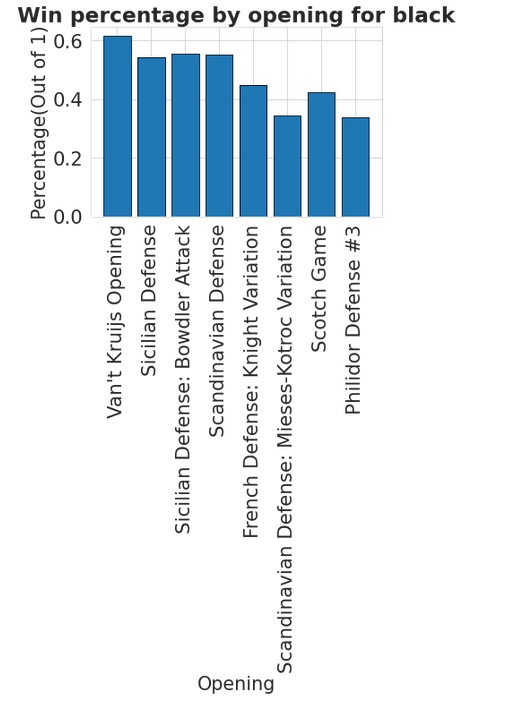 Win percentage by opening for black
Percentage(Out of 1)
0.6
0.4
0.2
0.0
Van't Kruijs Opening
Sicilian Defense
Sicilian Defense: Bowdler Attack
Scandinavian Defense
French Defense: Knight Variation
Scandinavian Defense: Mieses-Kotroc Variation
Scotch Game
Philidor Defense #3
Opening